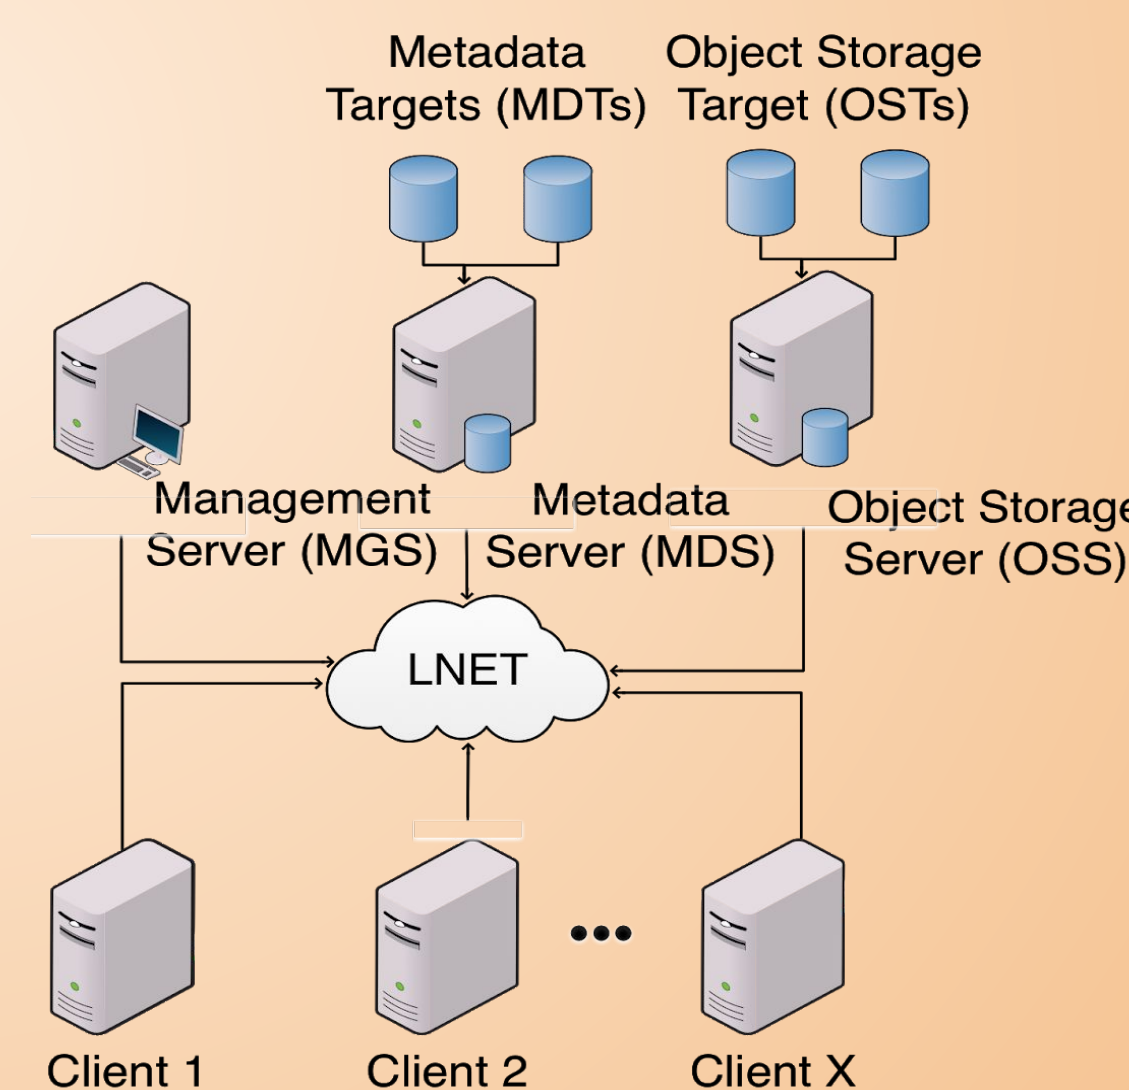 Metadata
Targets (MDTs)
Object Storage
Target (OSTs)
Management
Server (MGS)
Metadata
Server (MDS)
Object Storage
Server (OSS)
LNET
Client 1
Client 2
Client X